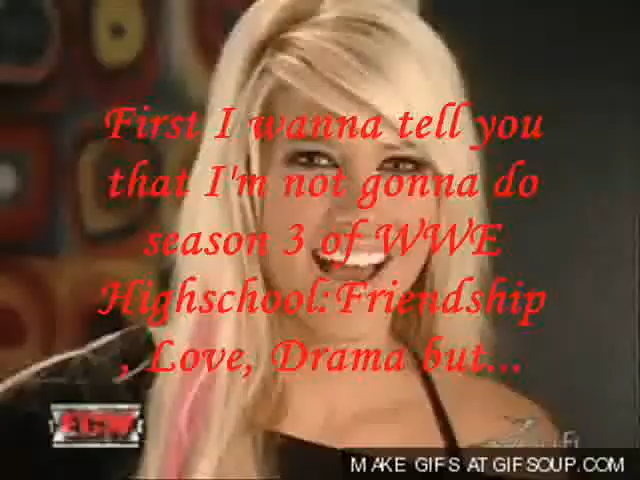 First I wanna tell you
that I'm not gonna do
season 3 of WWE
Highschool:Friendship
, Love, Drama but...
ECW
MAKE GIFS AT GIFSOUP.COM